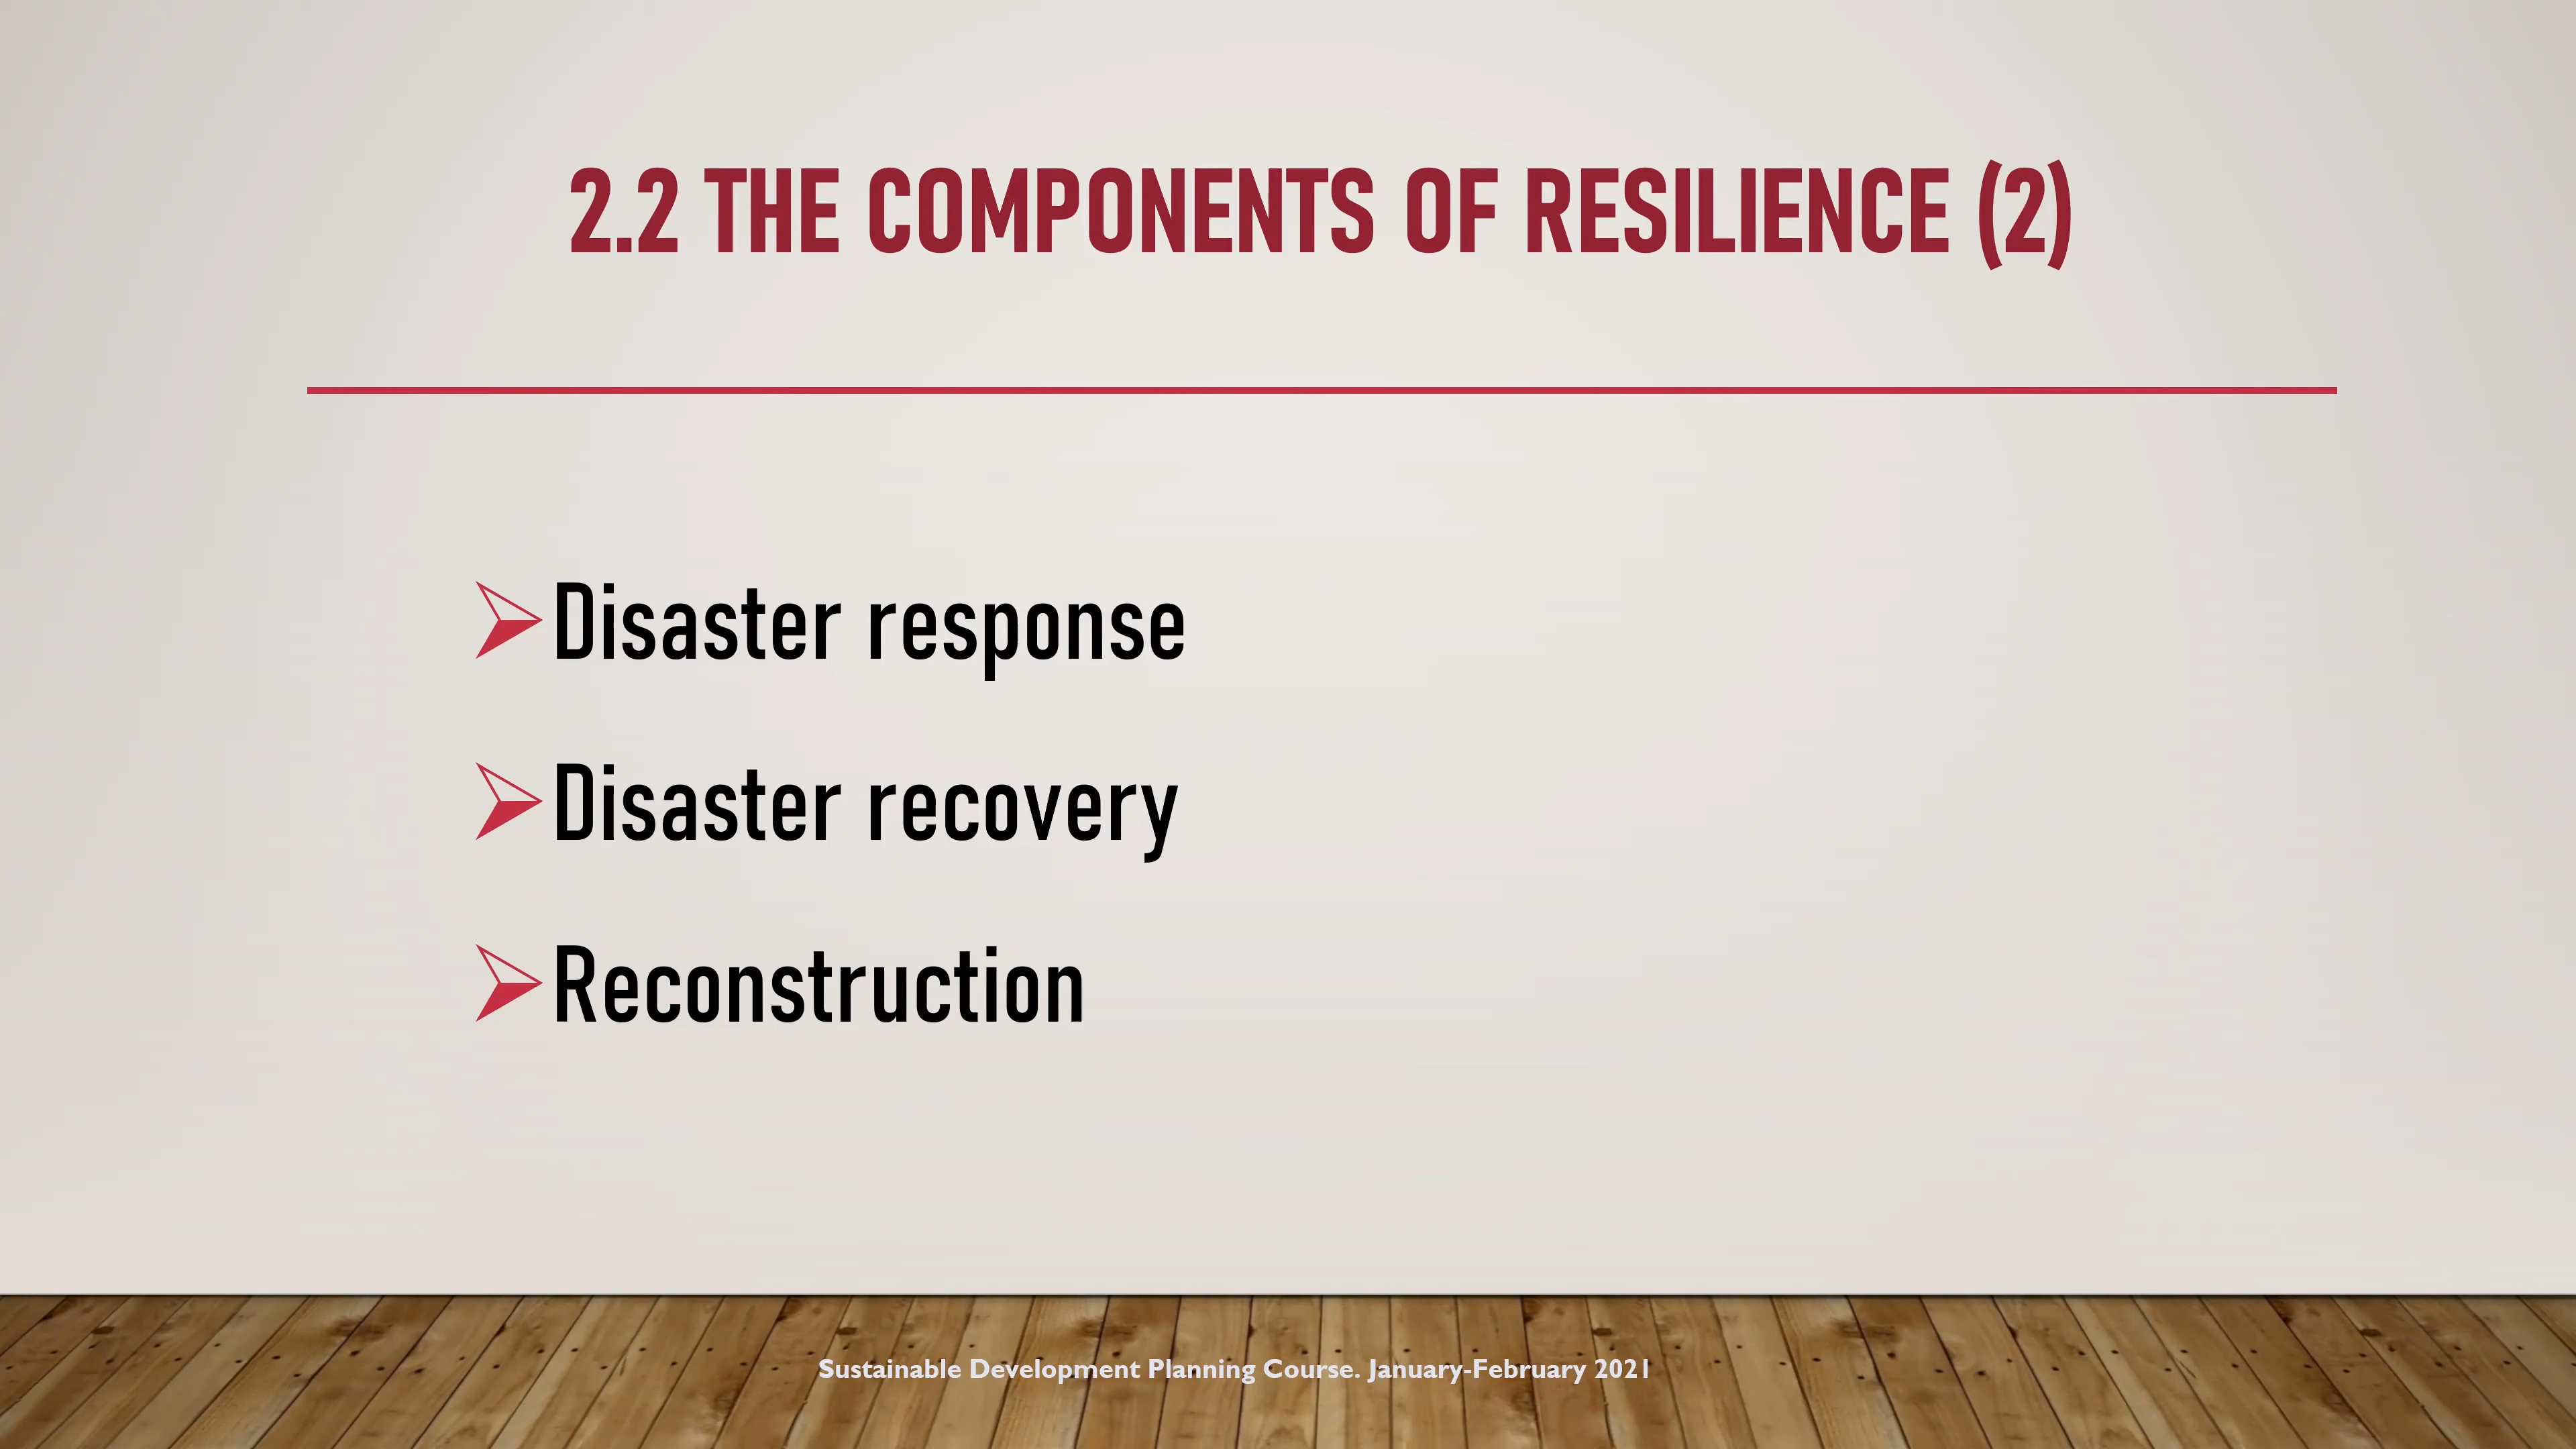 2.2 THE COMPONENTS OF RESILIENCE (2)
Disaster response
Disaster recovery
Reconstruction
Sustainable Development Planning Course. January-February 2021